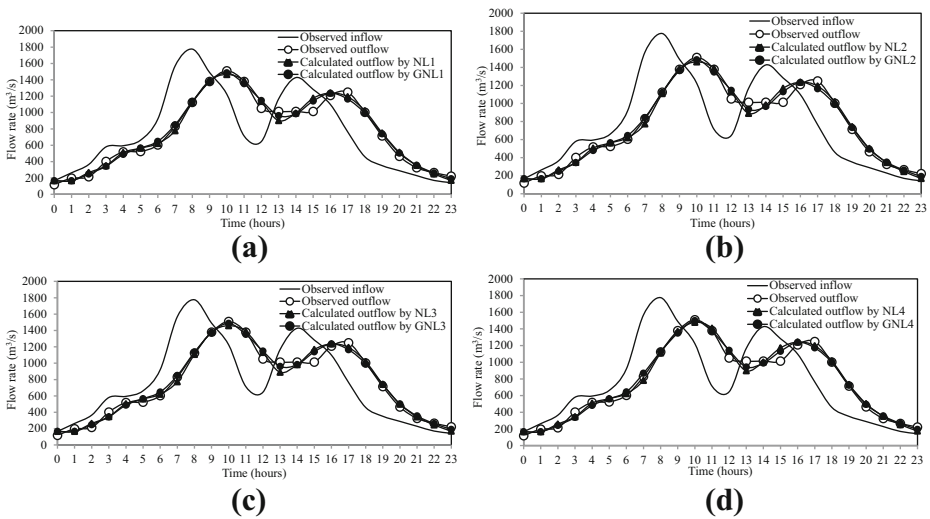 2000
1800
1600
1400
1200
1000
800
600
400
200
0
Flow rate (m³/s)
Observed inflow
Observed outflow
Calculated outflow by NL1
Calculated outflow by GNL1
0 1 2 3 4 5 6 7 8 9 10 11 12 13 14 15 16 17 18 19 20 21 22 23
Time (hours)
(a)
2000
1800
1600
1400
1200
1000
800
600
400
200
0
Flow rate (m³/s)
Observed inflow
Observed outflow
Calculated outflow by NL2
Calculated outflow by GNL2
0 1 2 3 4 5 6 7 8 9 10 11 12 13 14 15 16 17 18 19 20 21 22 23
Time (hours)
(b)
2000
1800
1600
1400
1200
1000
800
600
400
200
0
Flow rate (m³/s)
Observed inflow
Observed outflow
Calculated outflow by NL3
Calculated outflow by GNL3
0 1 2 3 4 5 6 7 8 9 10 11 12 13 14 15 16 17 18 19 20 21 22 23
Time (hours)
(c)
2000
1800
1600
1400
1200
1000
800
600
400
200
0
Flow rate (m³/s)
Observed inflow
Observed outflow
Calculated outflow by NL4
Calculated outflow by GNL4
0 1 2 3 4 5 6 7 8 9 10 11 12 13 14 15 16 17 18 19 20 21 22 23
Time (hours)
(d)